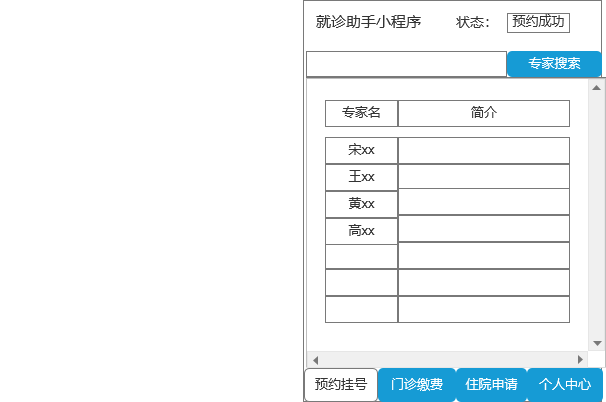 就诊助手小程序 状态： 预约成功
专家搜索
专家名 简介
宋xx
王xx
黄xx
高xx
预约挂号 门诊缴费 住院申请 个人中心